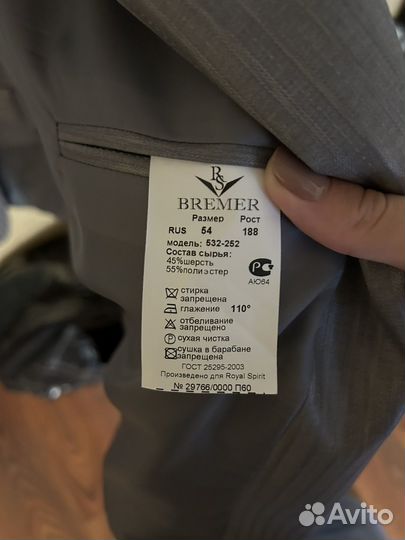 RS
BREMER
Размер Рост
RUS 54 188
модель: 532-252
Состав сырья:
45%шерсть
55%полиэстер
АЮ64
стирка
запрещена
глажение 110°
отбеливание
запрещено
P сухая чистка
сушка в барабане
запрещена
ГОСТ 25295-2003
Произведено для Royal Spirit
№ 29766/0000 П60
Avito